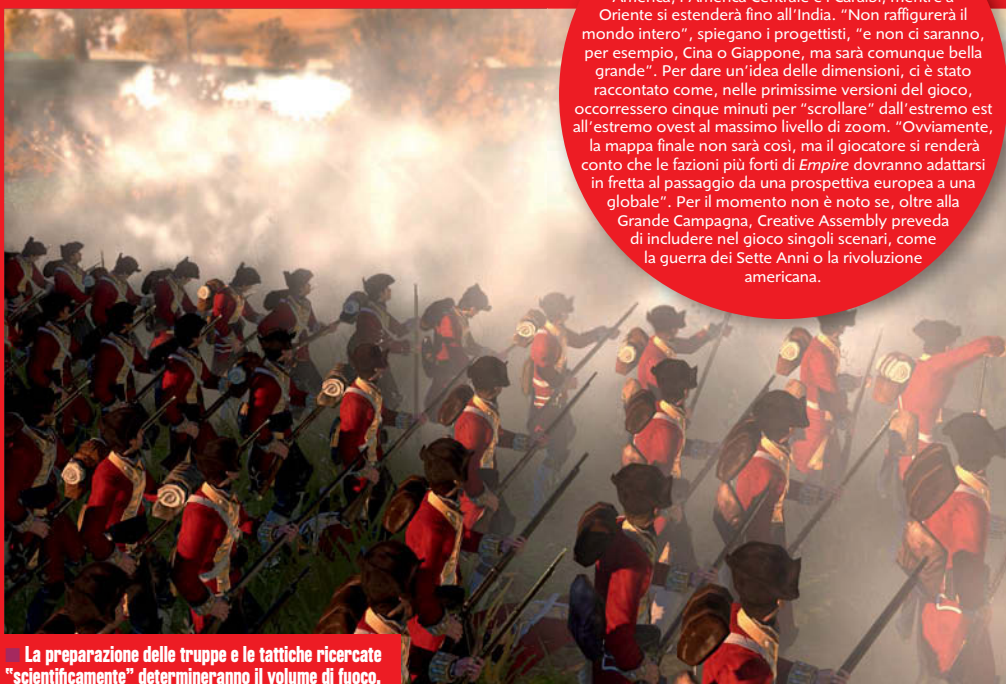 America, l'America Centrale e i Caraibi, mentre a
Oriente si estenderà fino all'India. “Non raffigurerà il
mondo intero”, spiegano i progettisti, “e non ci saranno,
per esempio, Cina o Giappone, ma sarà comunque bella
grande”. Per dare un'idea delle dimensioni, ci è stato
raccontato come, nelle primissime versioni del gioco,
occorressero cinque minuti per “scrollare” dall'estremo est
all'estremo ovest al massimo livello di zoom. “Ovviamente,
la mappa finale non sarà così, ma il giocatore si renderà
conto che le fazioni più forti di Empire dovranno adattarsi
in fretta al passaggio da una prospettiva europea a una
globale”. Per il momento non è noto se, oltre alla
Grande Campagna, Creative Assembly preveda
di includere nel gioco singoli scenari, come
la guerra dei Sette Anni o la rivoluzione
americana.
La preparazione delle truppe e le tattiche ricercate
“scientificamente” determineranno il volume di fuoco.